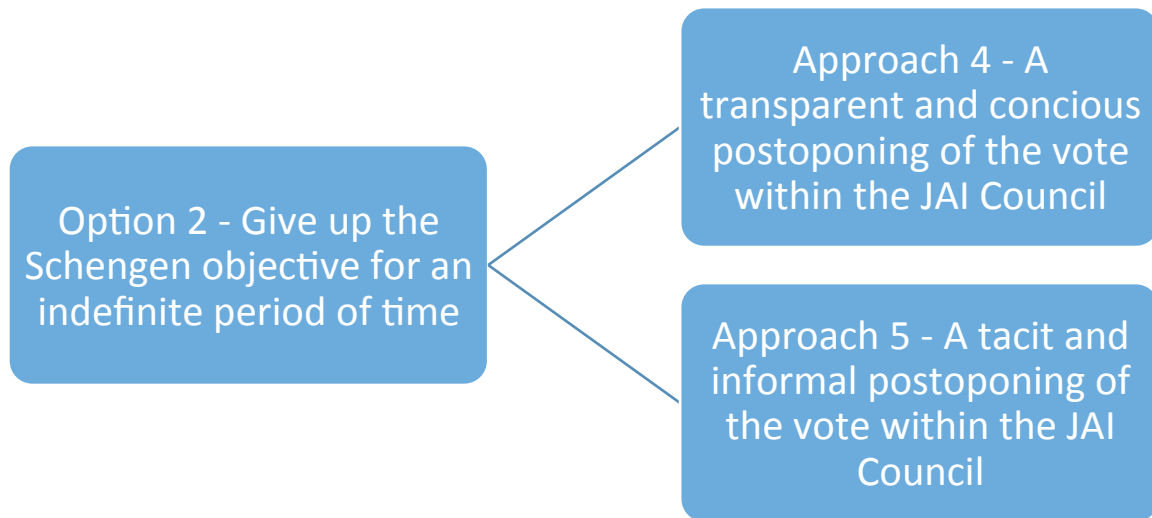 Option 2 - Give up the
Schengen objective for an
indefinite period of time
Approach 4 - A
transparent and concious
postoponing of the vote
within the JAI Council
Approach 5 - A tacit and
informal postoponing of
the vote within the JAI
Council